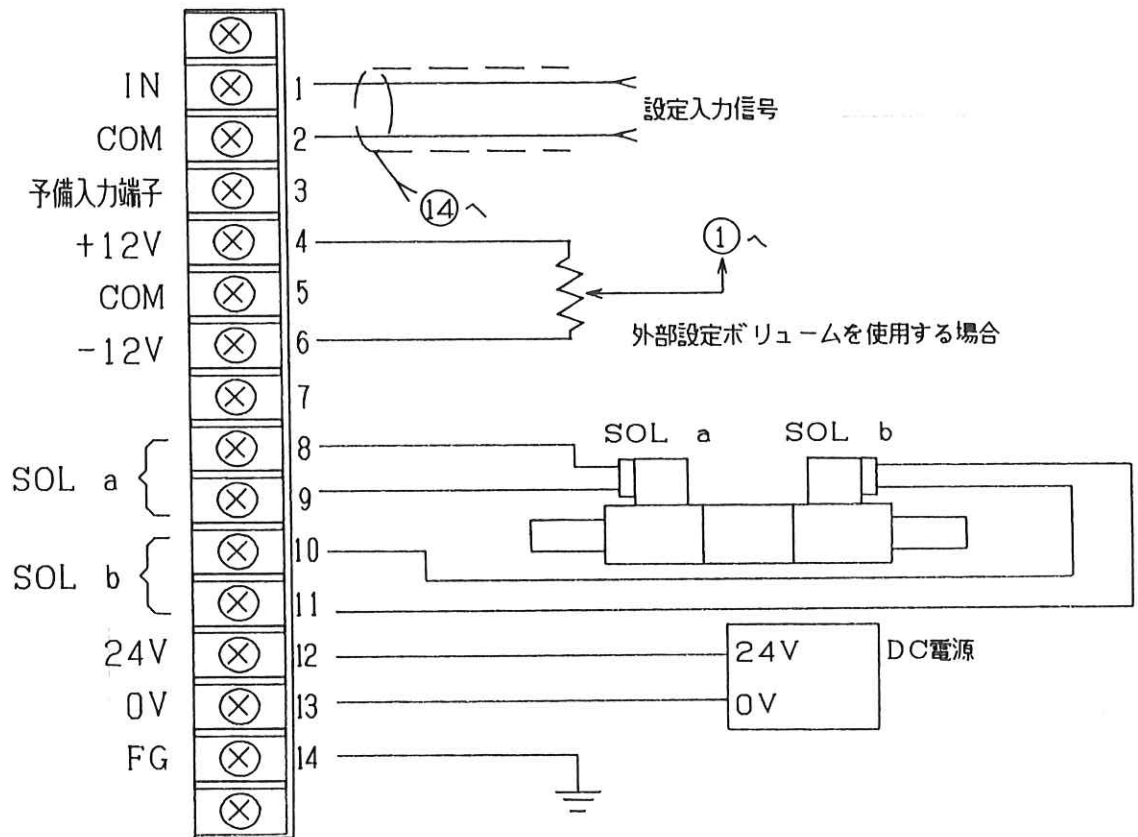 IN 1
設定入力信号
COM 2
予備入力端子 3
⑭へ
+12V 4
①へ
COM 5
-12V 6
外部設定ボリュームを使用する場合
7
SOL a
8
9
SOL a SOL b
SOL b
10
11
24V 12
24V DC電源
0V 13
0V
FG 14